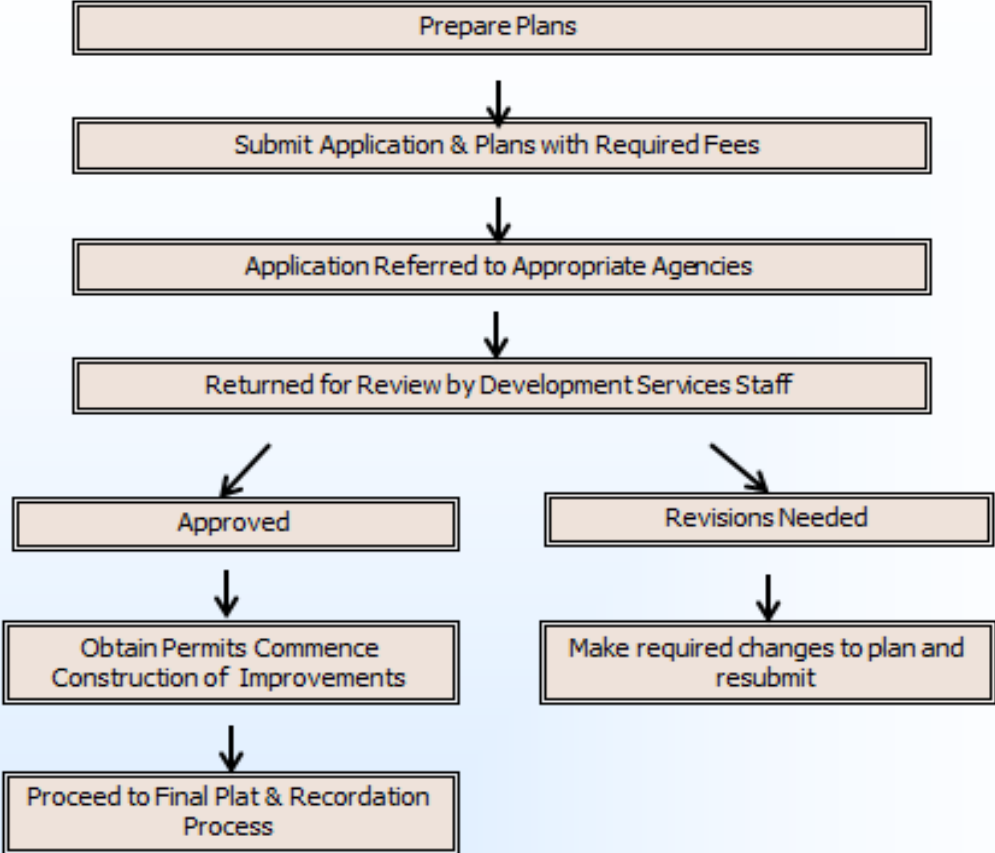 Prepare Plans
Submit Application & Plans with Required Fees
Application Referred to Appropriate Agencies
Returned for Review by Development Services Staff
Approved
Revisions Needed
Obtain Permits Commence
Construction of Improvements
Make required changes to plan and
resubmit
Proceed to Final Plat & Recordation
Process